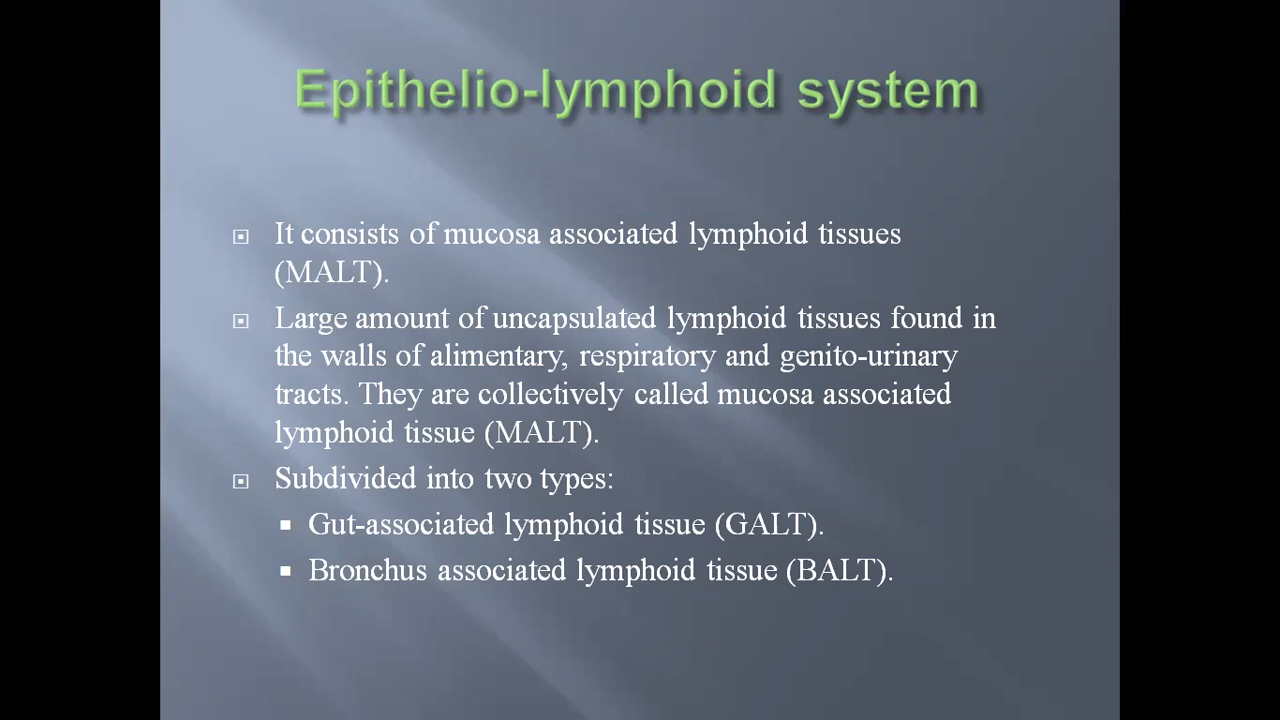 Epithelio-lymphoid system
It consists of mucosa associated lymphoid tissues
(MALT).
Large amount of uncapsulated lymphoid tissues found in
the walls of alimentary, respiratory and genito-urinary
tracts. They are collectively called mucosa associated
lymphoid tissue (MALT).
Subdivided into two types:
Gut-associated lymphoid tissue (GALT).
Bronchus associated lymphoid tissue (BALT).